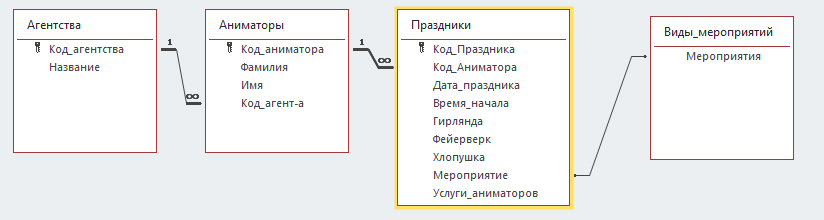 Агентства
Код_агентства
Название
1
∞
Аниматоры
Код_аниматора
Фамилия
Имя
Код_агент-а
1
∞
Праздники
Код_Праздника
Код_Аниматора
Дата_праздника
Время_начала
Гирлянда
Фейерверк
Хлопушка
Мероприятие
Услуги_аниматоров
Виды_мероприятий
Мероприятия